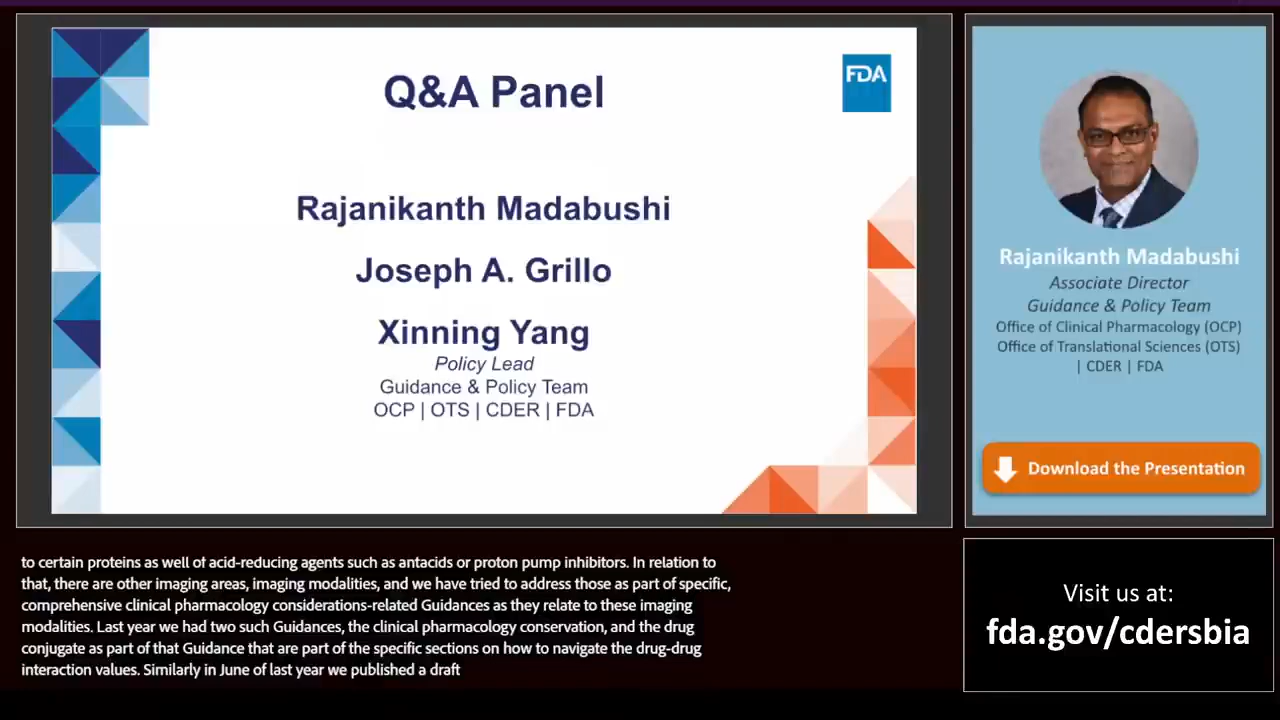 Q&A Panel
FDA
Rajanikanth Madabushi
Joseph A. Grillo
Xinning Yang
Policy Lead
Guidance & Policy Team
OCP | OTS | CDER | FDA
Rajanikanth Madabushi
Associate Director
Guidance & Policy Team
Office of Clinical Pharmacology (OCP)
Office of Translational Sciences (OTS)
| CDER | FDA
Download the Presentation
to certain proteins as well of acid-reducing agents such as antacids or proton pump inhibitors. In relation to
that, there are other imaging areas, imaging modalities, and we have tried to address those as part of specific,
comprehensive clinical pharmacology considerations-related Guidances as they relate to these imaging
modalities. Last year we had two such Guidances, the clinical pharmacology conservation, and the drug
conjugate as part of that Guidance that are part of the specific sections on how to navigate the drug-drug
interaction values. Similarly in June of last year we published a draft
Visit us at:
fda.gov/cdersbia